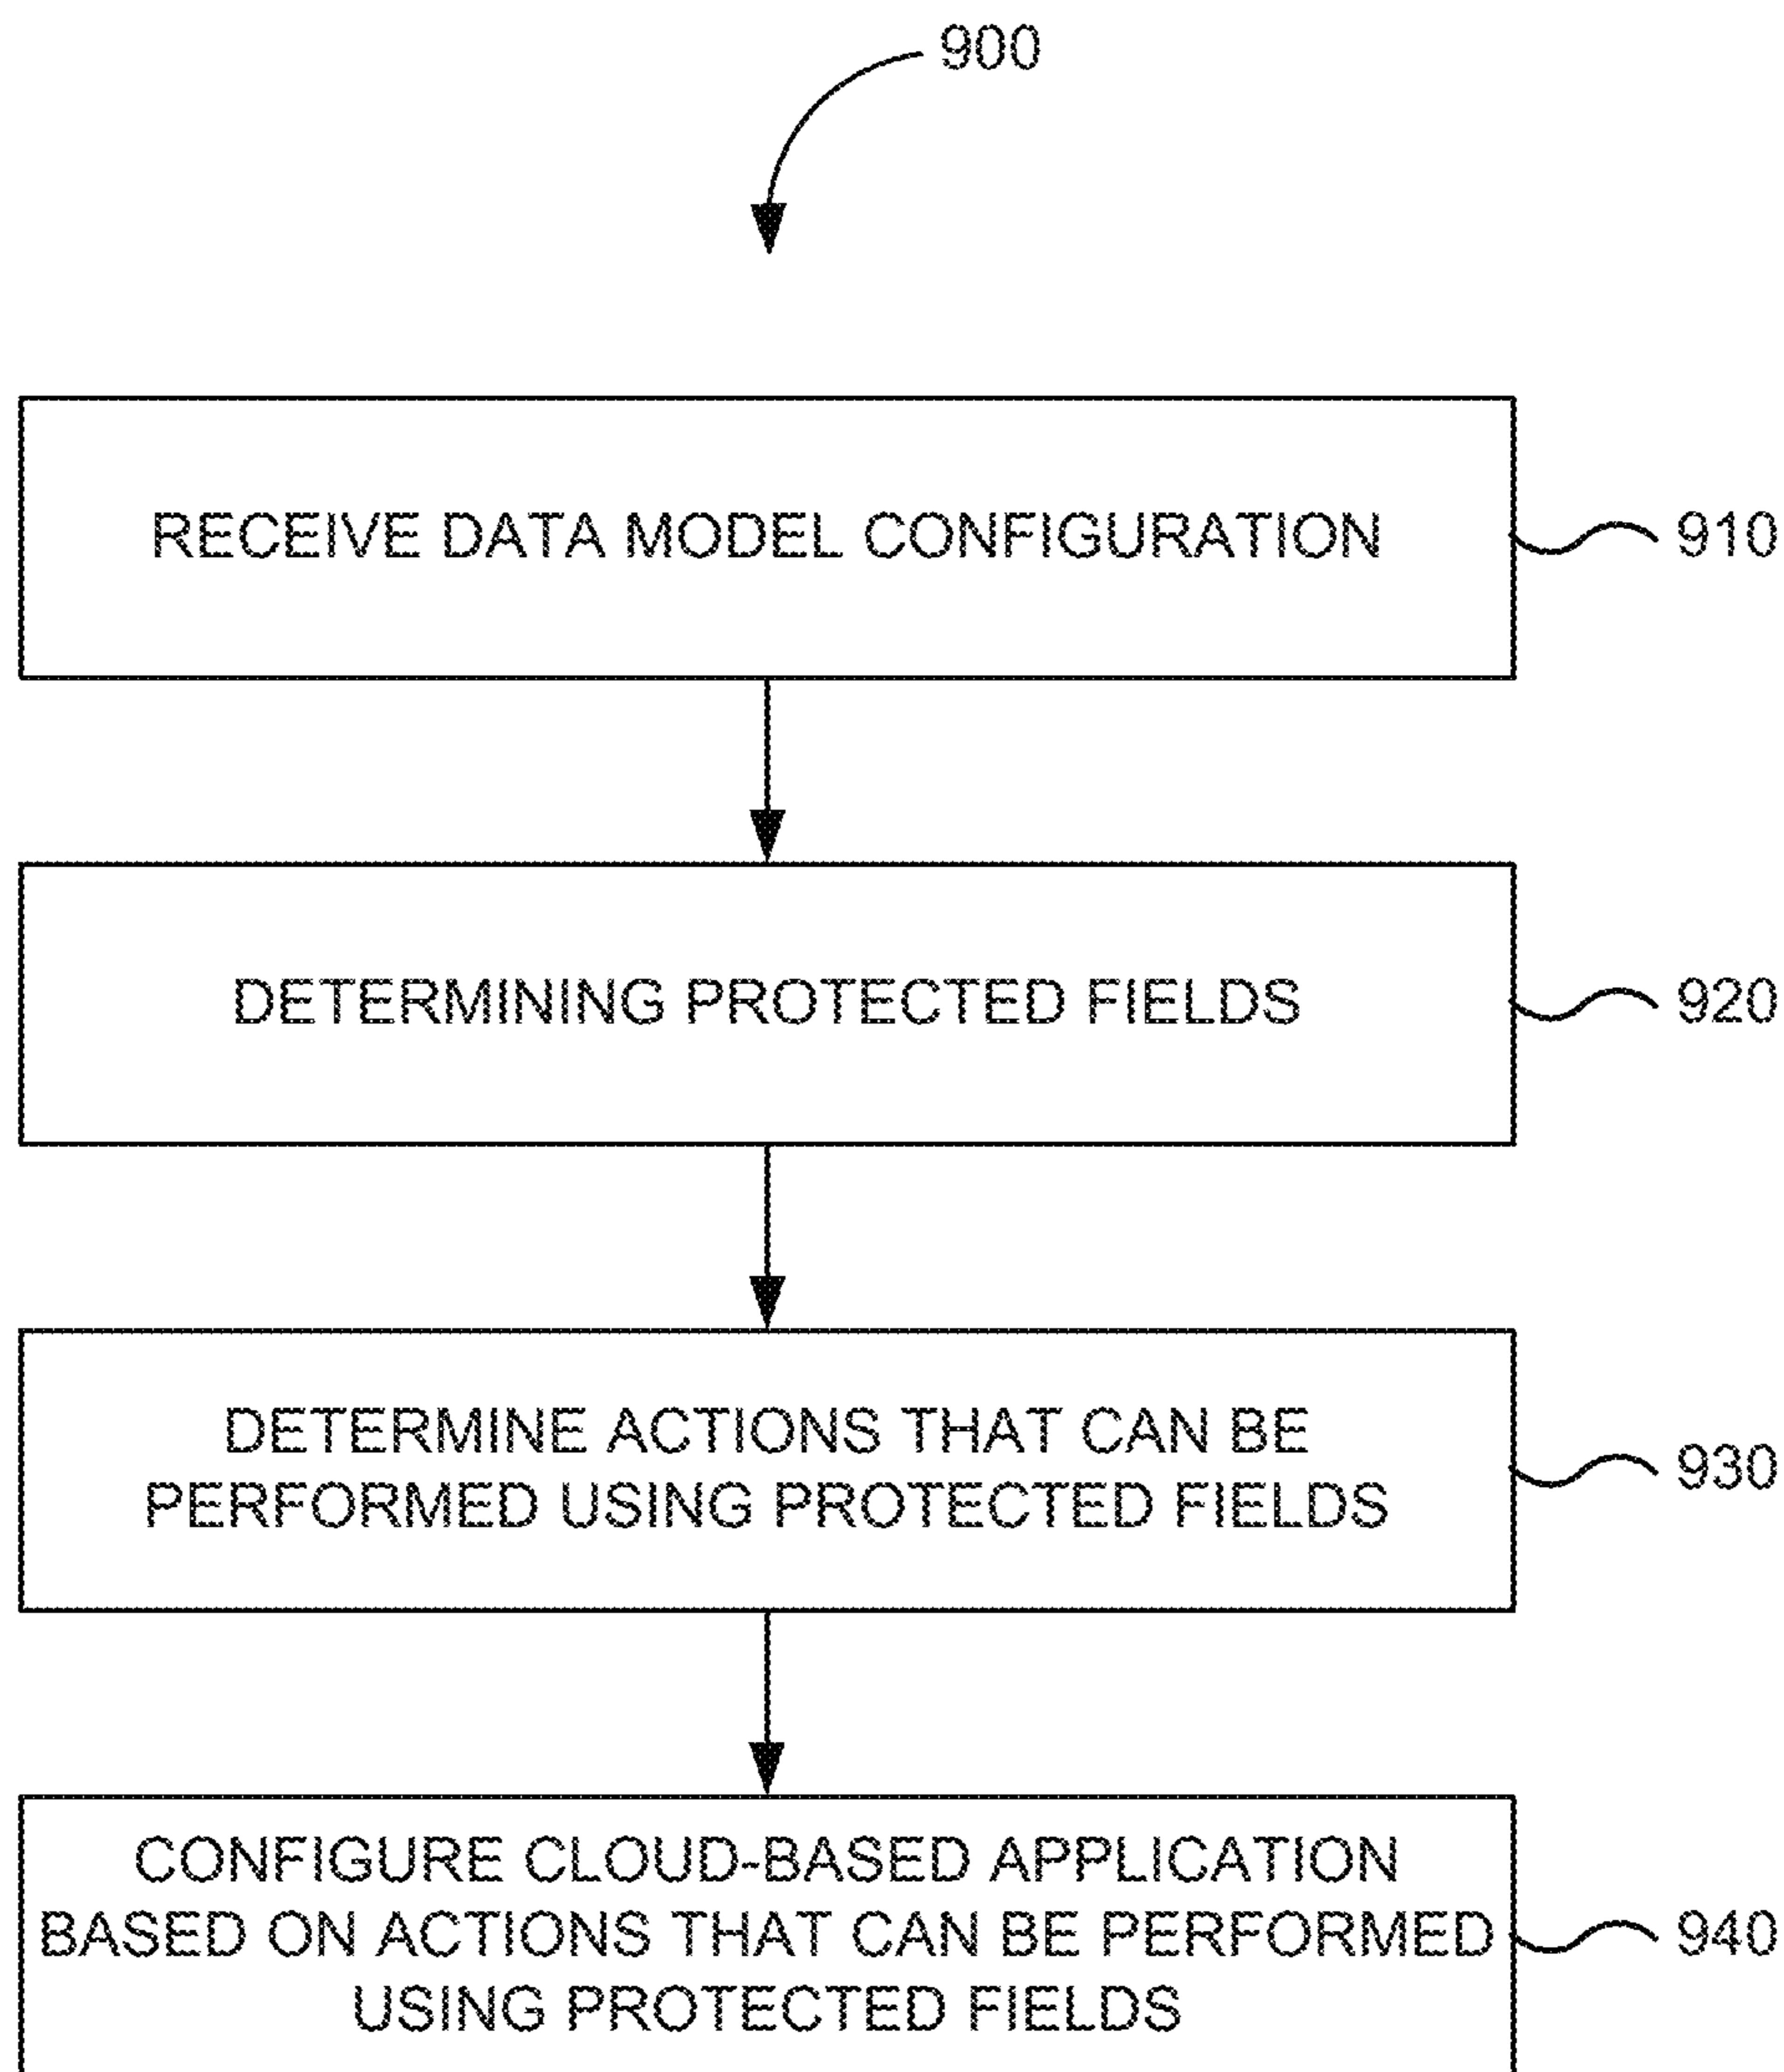 900
RECEIVE DATA MODEL CONFIGURATION
910
DETERMINING PROTECTED FIELDS
920
DETERMINE ACTIONS THAT CAN BE
PERFORMED USING PROTECTED FIELDS
930
CONFIGURE CLOUD-BASED APPLICATION
BASED ON ACTIONS THAT CAN BE PERFORMED
USING PROTECTED FIELDS
940